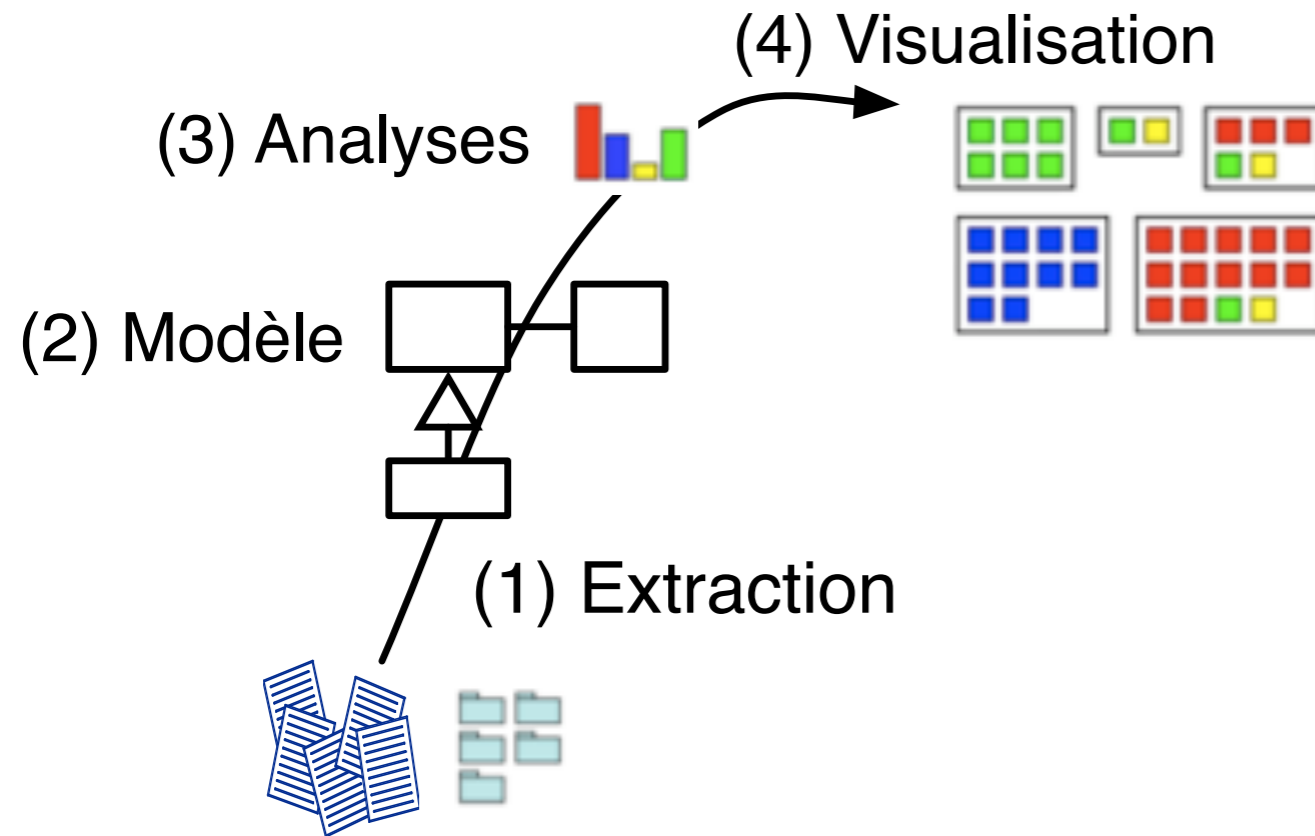 (4) Visualisation
(3) Analyses
(2) Modèle
(1) Extraction